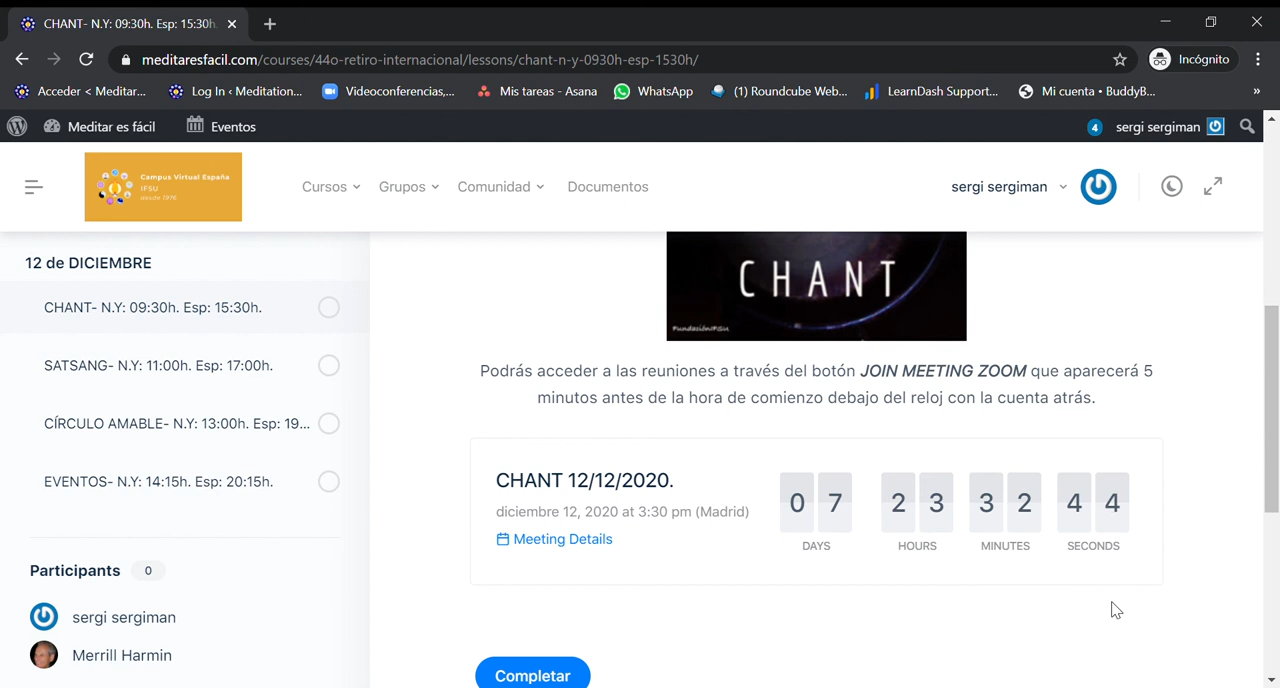 CHANT- N.Y: 09:30h. Esp: 15:30h.
meditaresfacil.com/courses/44o-retiro-internacional/lessons/chant-n-y-0930h-esp-1530h/
Incógnito
Acceder < Meditar...
Log In ‹ Meditation...
Videoconferencias,...
Mis tareas - Asana
WhatsApp
(1) Roundcube Web...
LearnDash Support...
Mi cuenta • BuddyB...
»
Meditar es fácil
Eventos
4
sergi sergiman
Campus Virtual España
IFSU
desde 1976
Cursos
Grupos
Comunidad
Documentos
sergi sergiman
12 de DICIEMBRE
CHANT- N.Y: 09:30h. Esp: 15:30h.
SATSANG- N.Y: 11:00h. Esp: 17:00h.
CÍRCULO AMABLE- N.Y: 13:00h. Esp: 19...
EVENTOS- N.Y: 14:15h. Esp: 20:15h.
Participants 0
sergi sergiman
Merrill Harmin
CHANT
FundaciónIFSu
Podrás acceder a las reuniones a través del botón JOIN MEETING ZOOM que aparecerá 5
minutos antes de la hora de comienzo debajo del reloj con la cuenta atrás.
CHANT 12/12/2020.
diciembre 12, 2020 at 3:30 pm (Madrid)
Meeting Details
0 7 2 3 3 2 4 4
DAYS HOURS MINUTES SECONDS
Completar